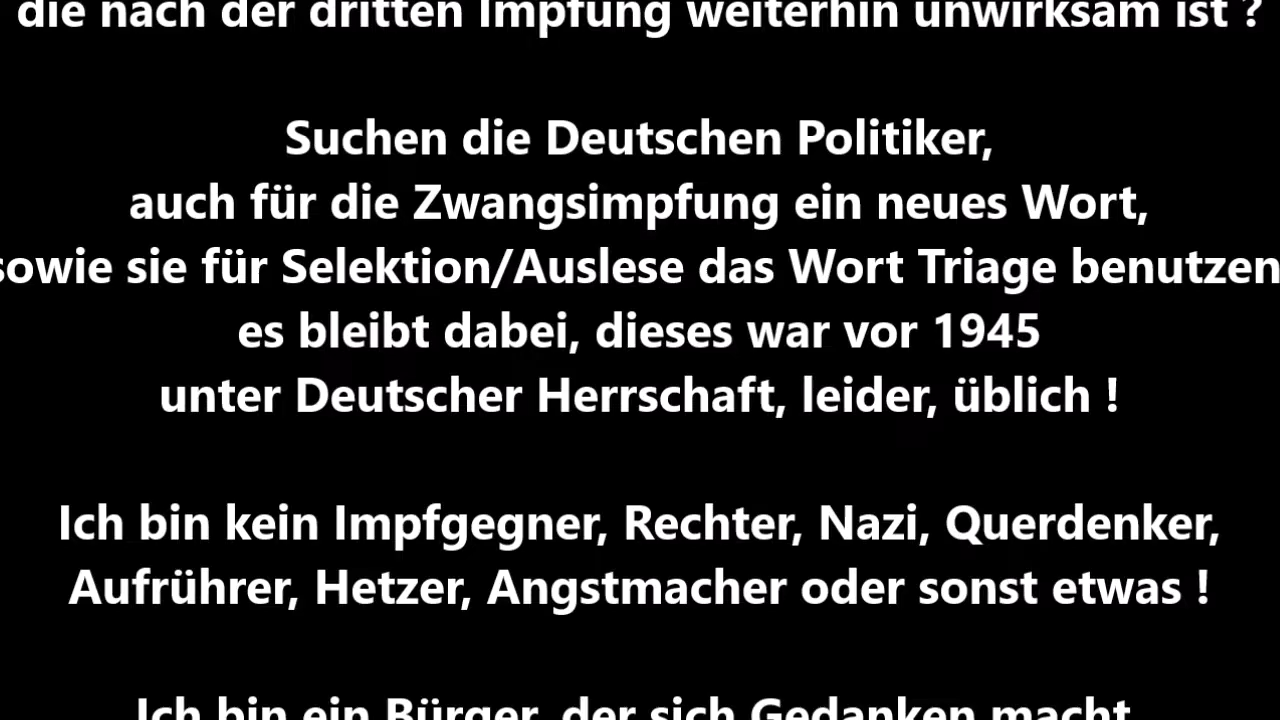 die nach der dritten Impfung weiterhin unwirksam ist ?
Suchen die Deutschen Politiker,
auch für die Zwangsimpfung ein neues Wort,
sowie sie für Selektion/Auslese das Wort Triage benutzen
es bleibt dabei, dieses war vor 1945
unter Deutscher Herrschaft, leider, üblich !
Ich bin kein Impfgegner, Rechter, Nazi, Querdenker,
Aufrührer, Hetzer, Angstmacher oder sonst etwas !
Ich bin ein Bürger, der sich Gedanken macht